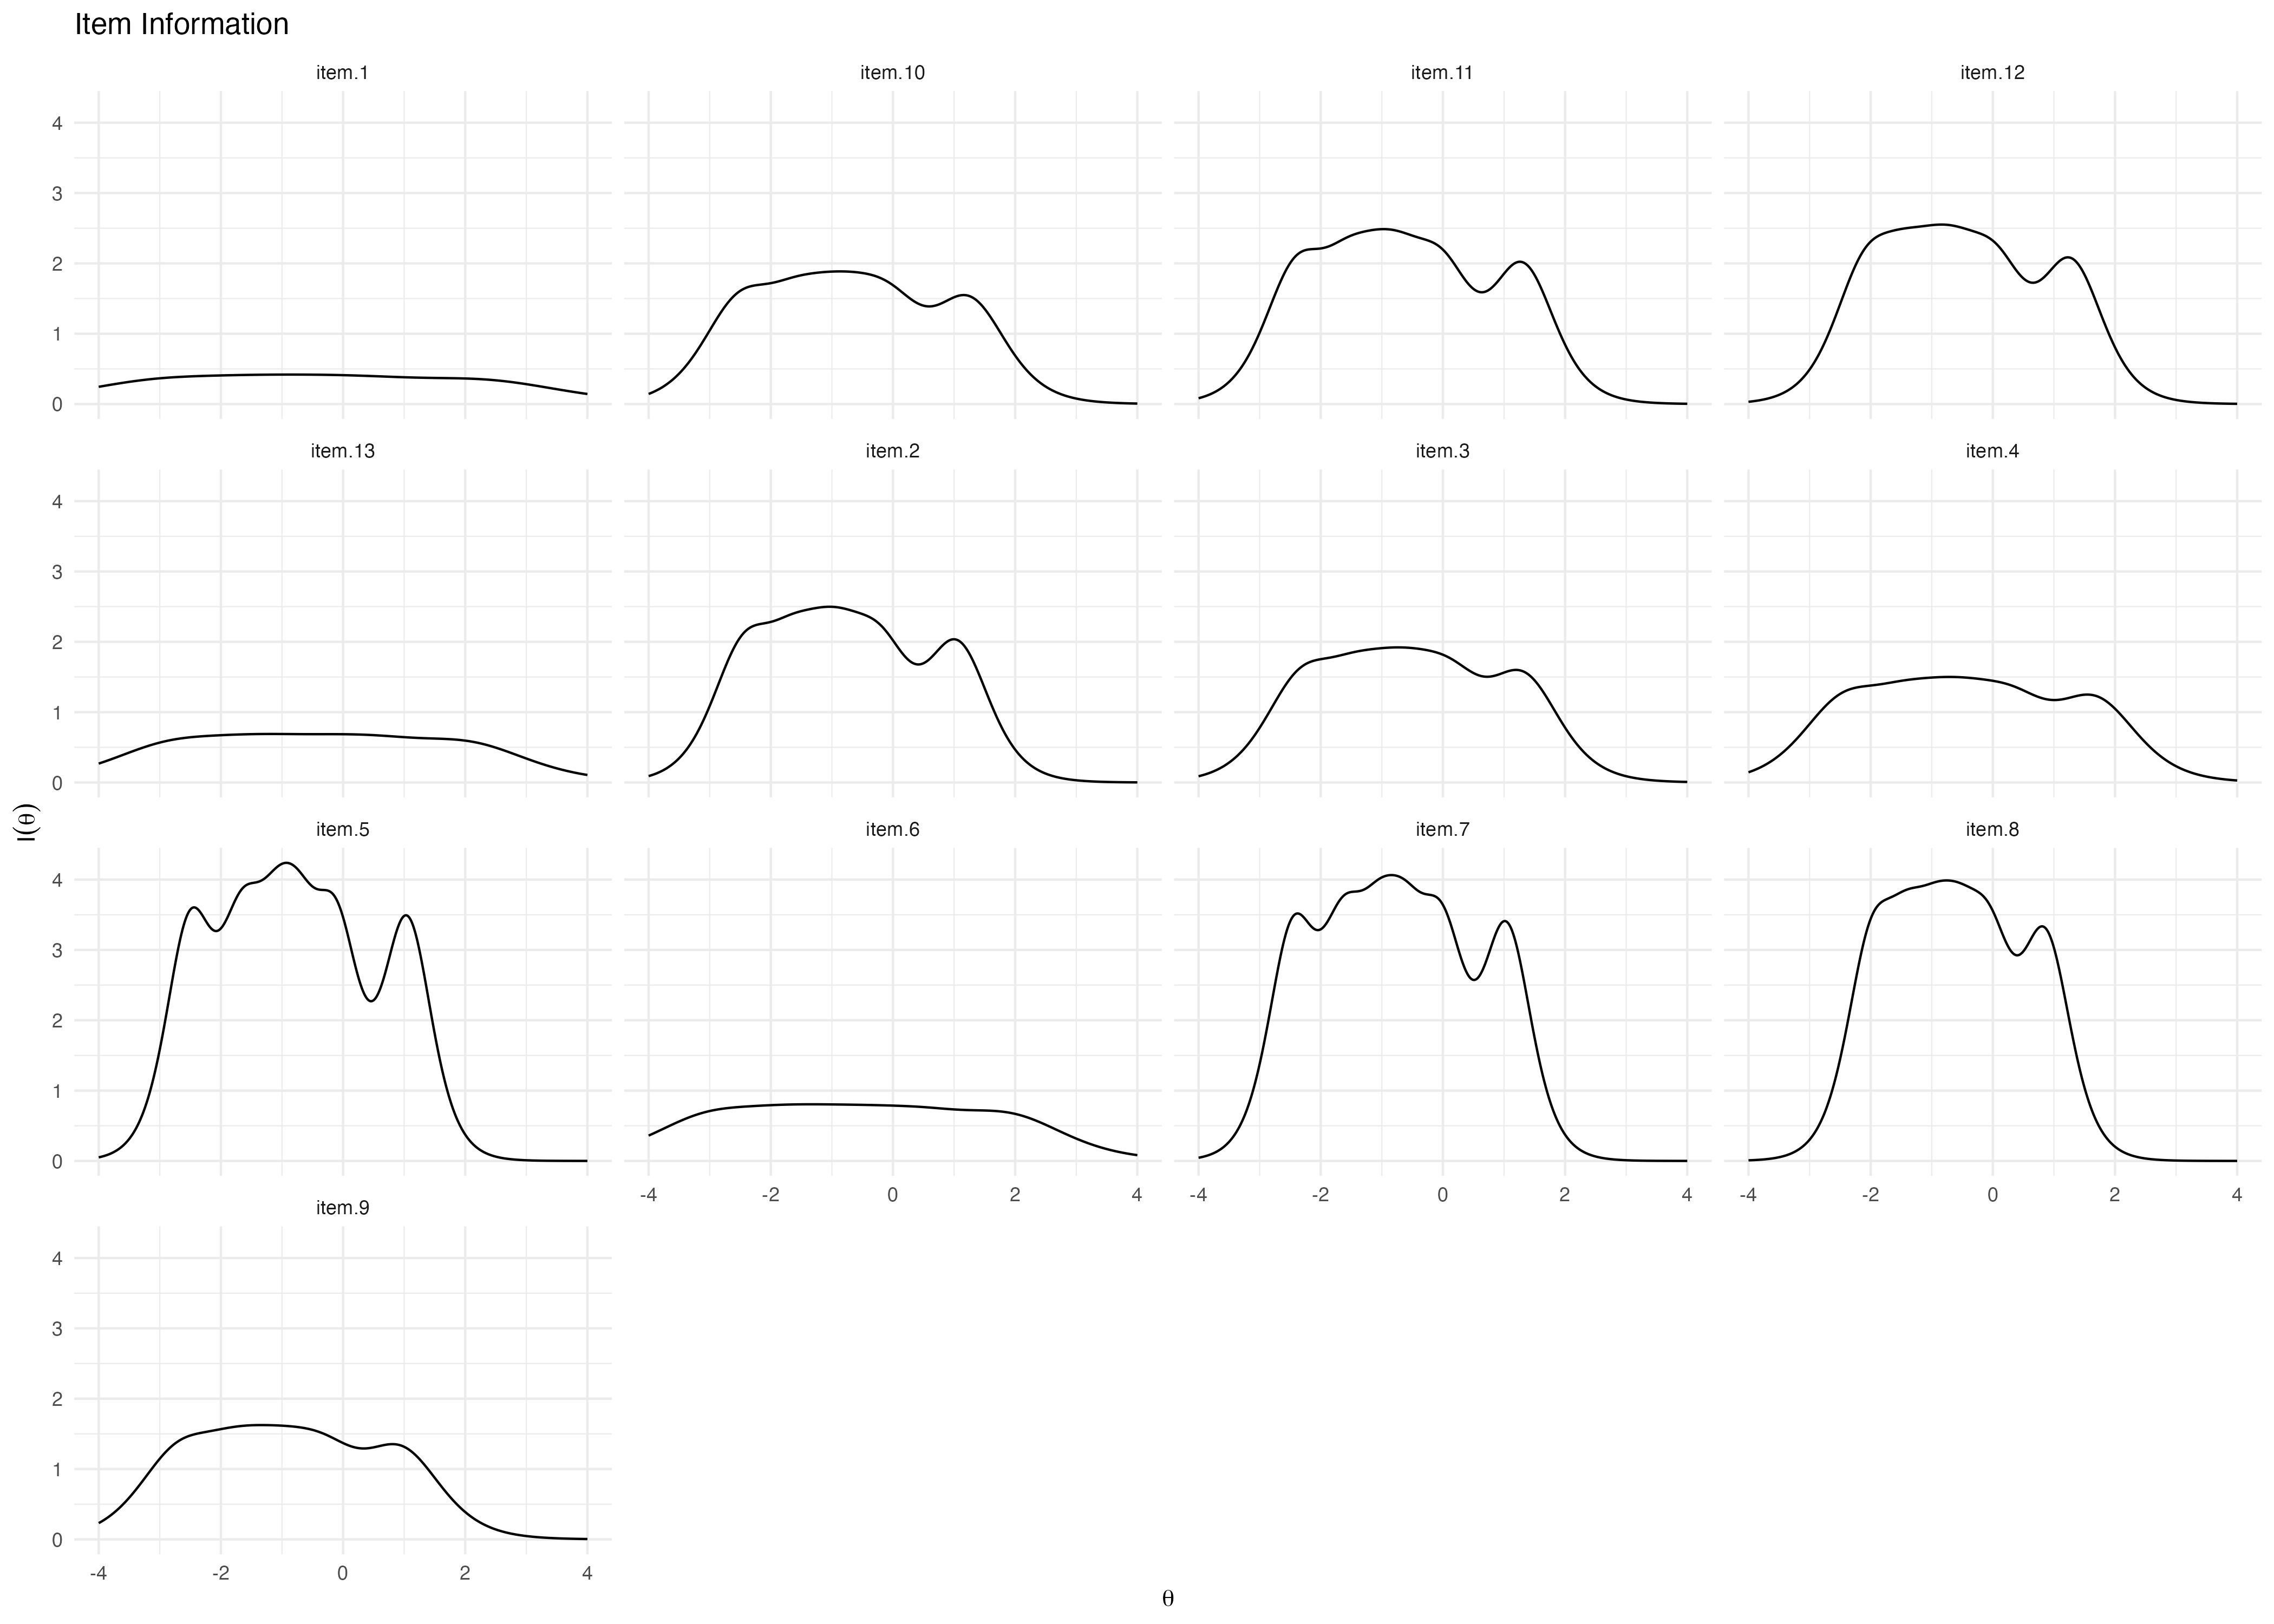 Item Information
item.1 item.10 item.11 item.12
4
3
2
1
0
item.13 item.2 item.3 item.4
4
3
2
1
0
I(θ)
item.5 item.6 item.7 item.8
4
3
2
1
0
-4 -2 0 2 4 -4 -2 0 2 4 -4 -2 0 2 4
item.9
4
3
2
1
0
-4 -2 0 2 4
θ